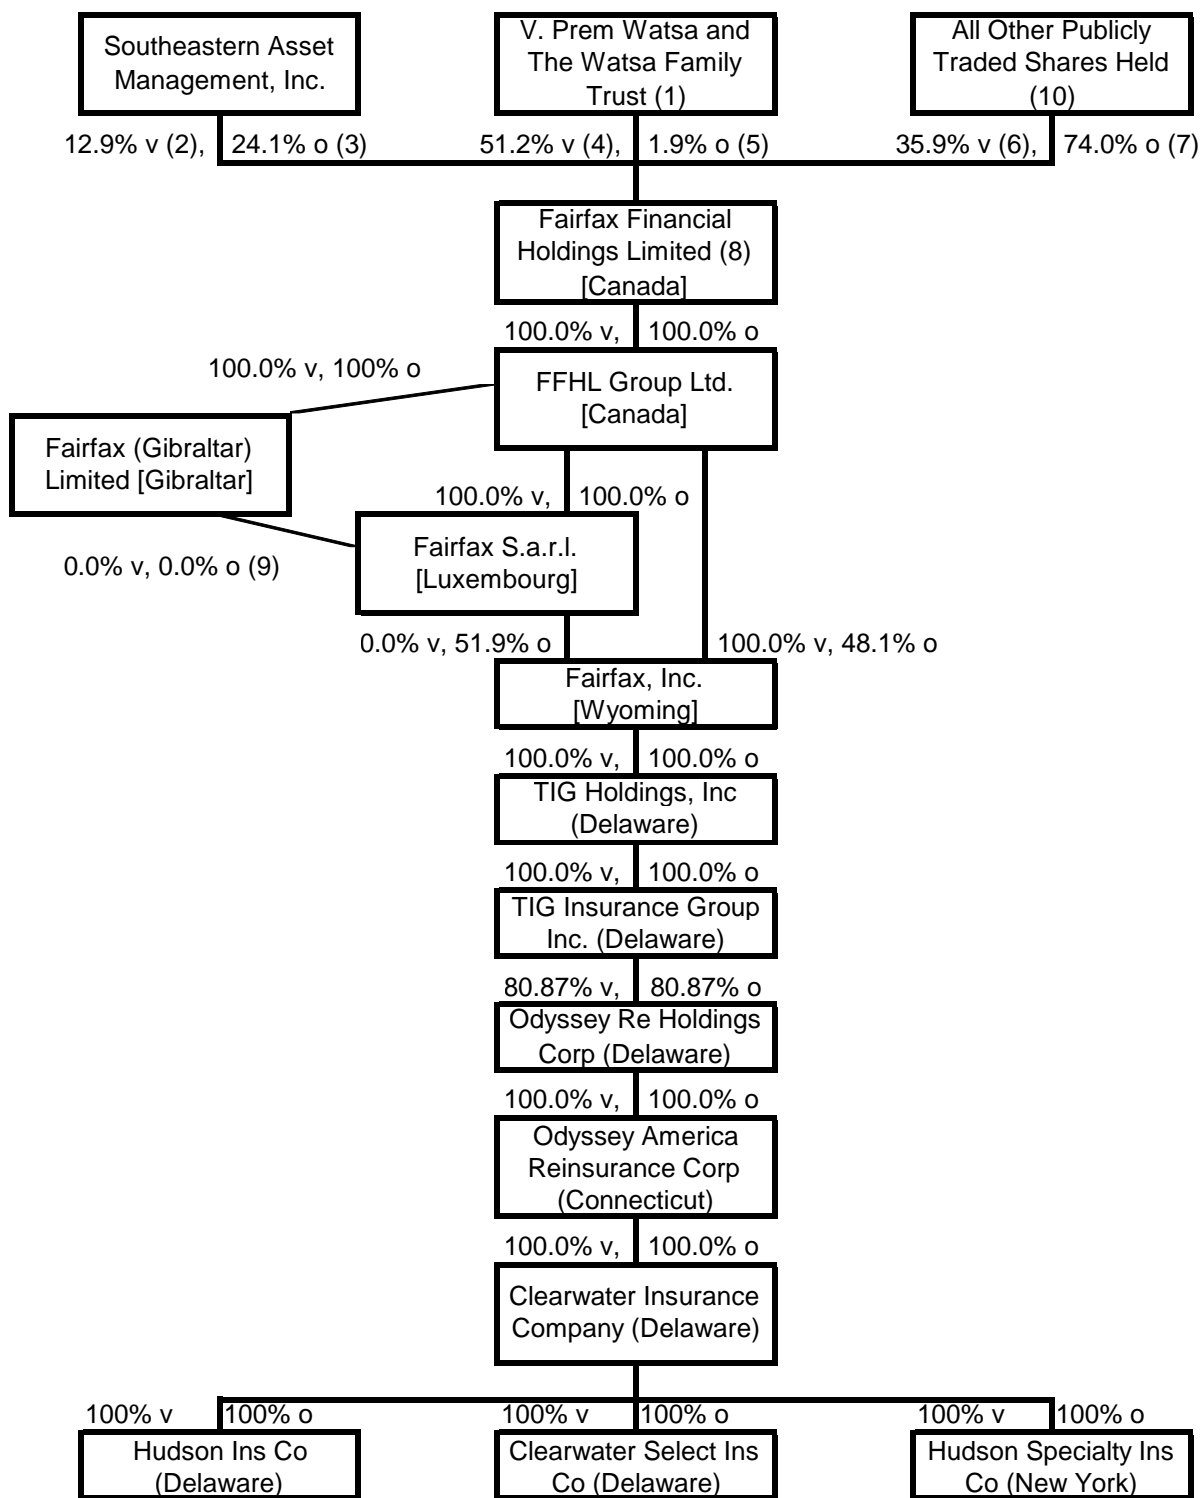 Southeastern Asset
Management, Inc.
V. Prem Watsa and
The Watsa Family
Trust (1)
All Other Publicly
Traded Shares Held
(10)
12.9% v (2), 24.1% o (3)
51.2% v (4), 1.9% o (5)
35.9% v (6), 74.0% o (7)
Fairfax Financial
Holdings Limited (8)
[Canada]
100.0% v, 100.0% o
100.0% v, 100% o
FFHL Group Ltd.
[Canada]
Fairfax (Gibraltar)
Limited [Gibraltar]
100.0% v, 100.0% o
0.0% v, 0.0% o (9)
Fairfax S.a.r.l.
[Luxembourg]
0.0% v, 51.9% o
100.0% v, 48.1% o
Fairfax, Inc.
[Wyoming]
100.0% v, 100.0% o
TIG Holdings, Inc
(Delaware)
100.0% v, 100.0% o
TIG Insurance Group
Inc. (Delaware)
80.87% v, 80.87% o
Odyssey Re Holdings
Corp (Delaware)
100.0% v, 100.0% o
Odyssey America
Reinsurance Corp
(Connecticut)
100.0% v, 100.0% o
Clearwater Insurance
Company (Delaware)
100% v 100% o
100% v 100% o
100% v 100% o
Hudson Ins Co
(Delaware)
Clearwater Select Ins
Co (Delaware)
Hudson Specialty Ins
Co (New York)